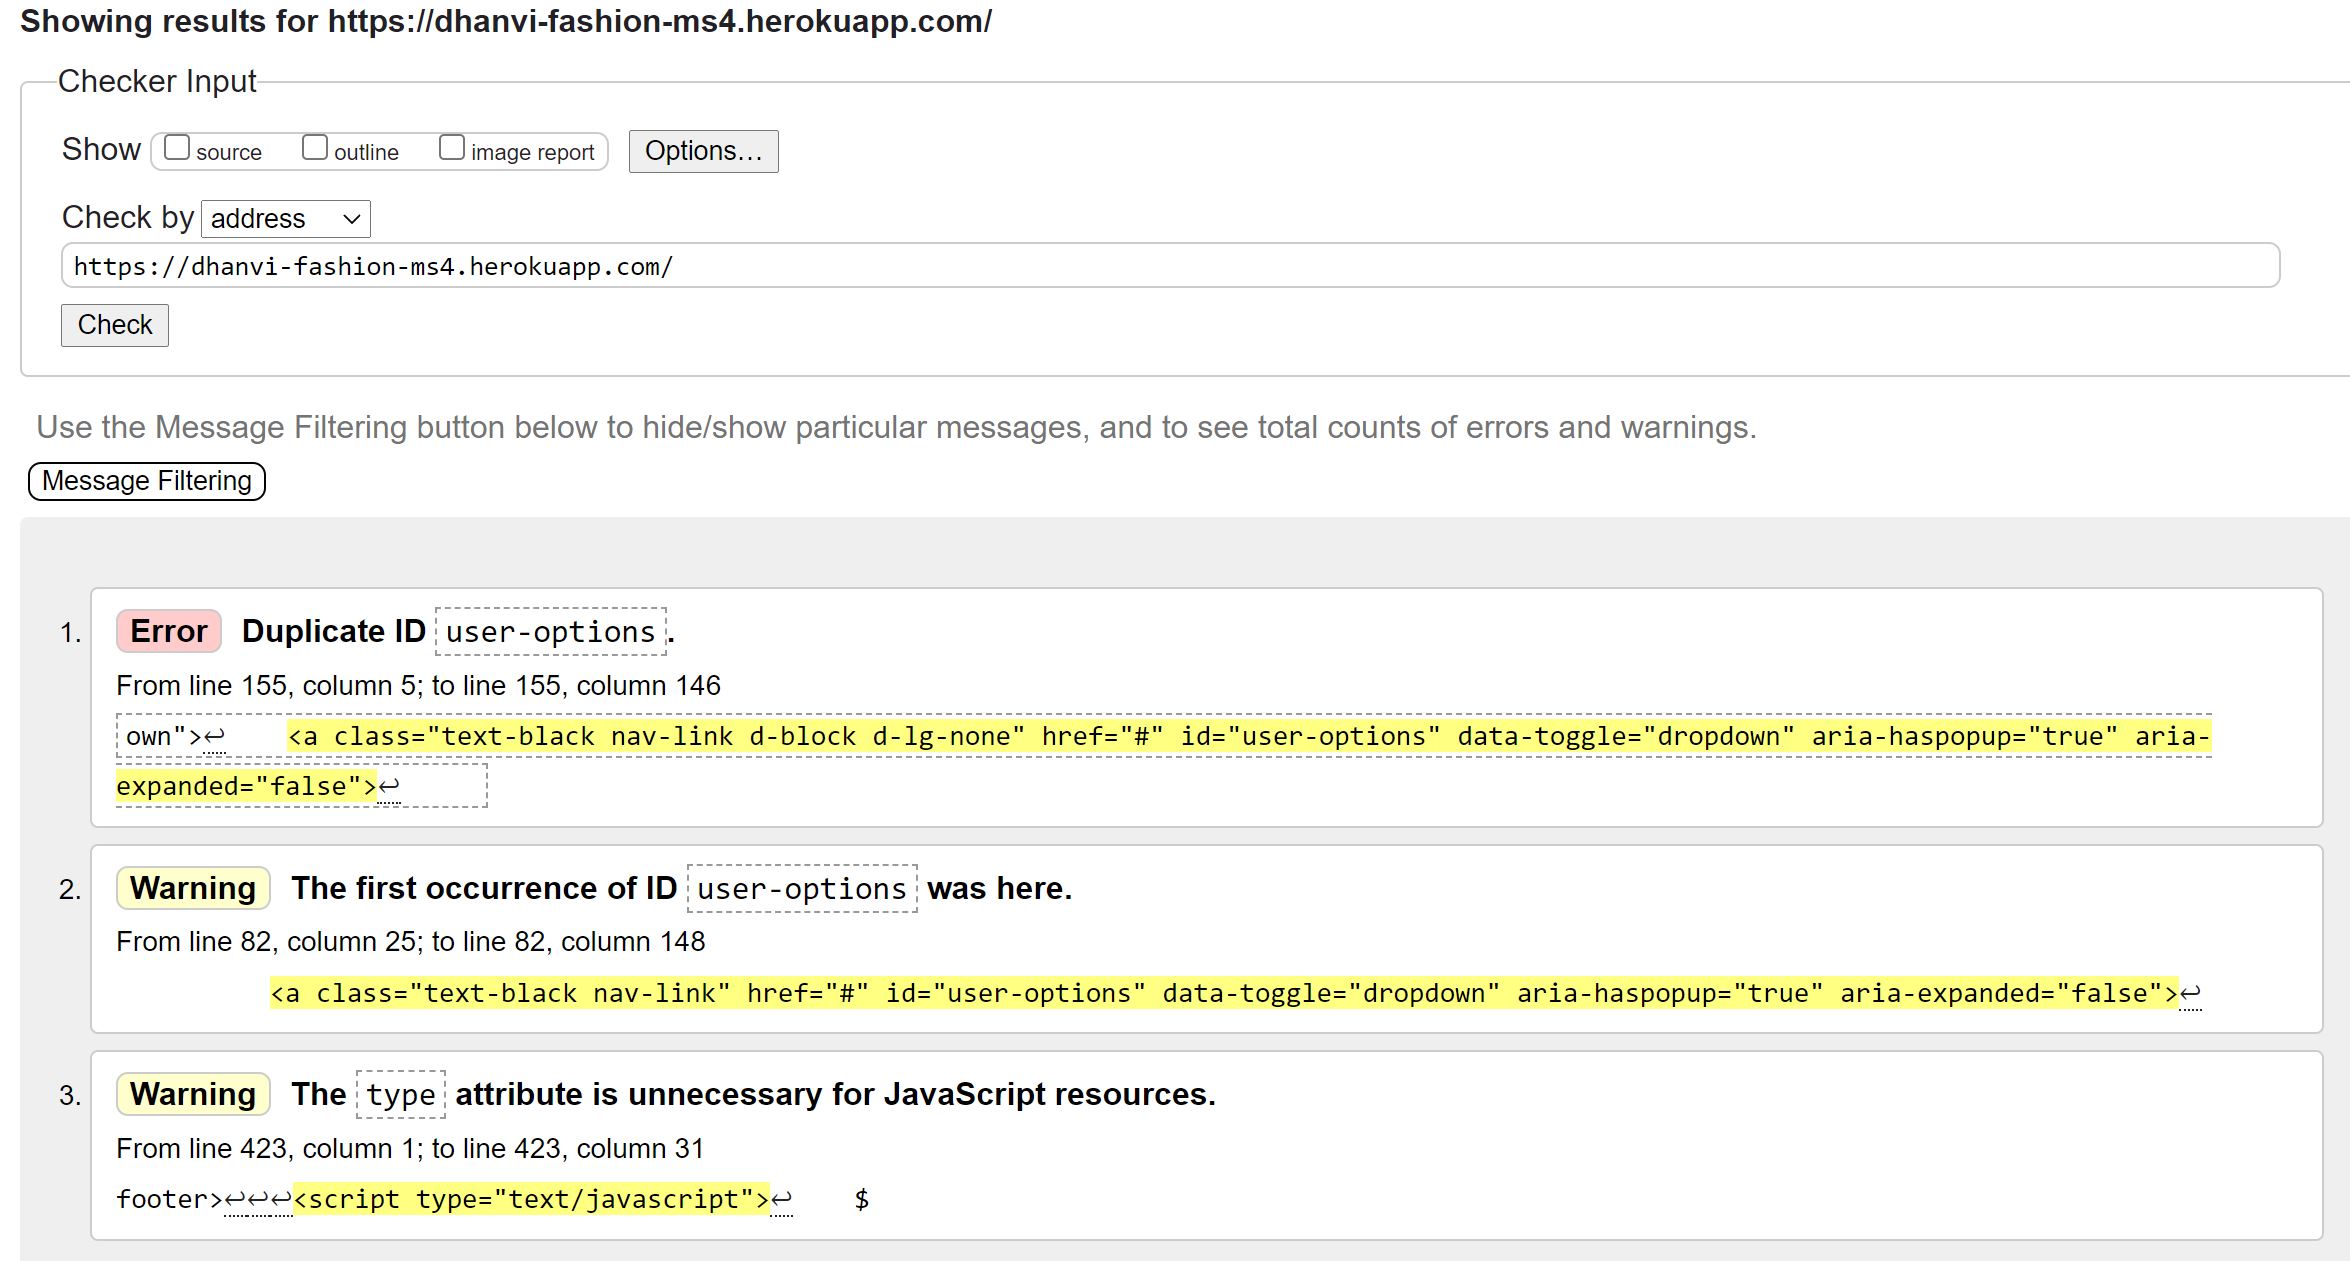 Showing results for https://dhanvi-fashion-ms4.herokuapp.com/
Checker Input
Show source outline image report Options...
Check by address
https://dhanvi-fashion-ms4.herokuapp.com/
Check
Use the Message Filtering button below to hide/show particular messages, and to see total counts of errors and warnings.
Message Filtering
1. Error Duplicate ID user-options.
From line 155, column 5; to line 155, column 146
own">↩ <a class="text-black nav-link d-block d-lg-none" href="#" id="user-options" data-toggle="dropdown" aria-haspopup="true" aria-
expanded="false">↩
2. Warning The first occurrence of ID user-options was here.
From line 82, column 25; to line 82, column 148
<a class="text-black nav-link" href="#" id="user-options" data-toggle="dropdown" aria-haspopup="true" aria-expanded="false">↩
3. Warning The type attribute is unnecessary for JavaScript resources.
From line 423, column 1; to line 423, column 31
footer>↩↩↩<script type="text/javascript">↩ $